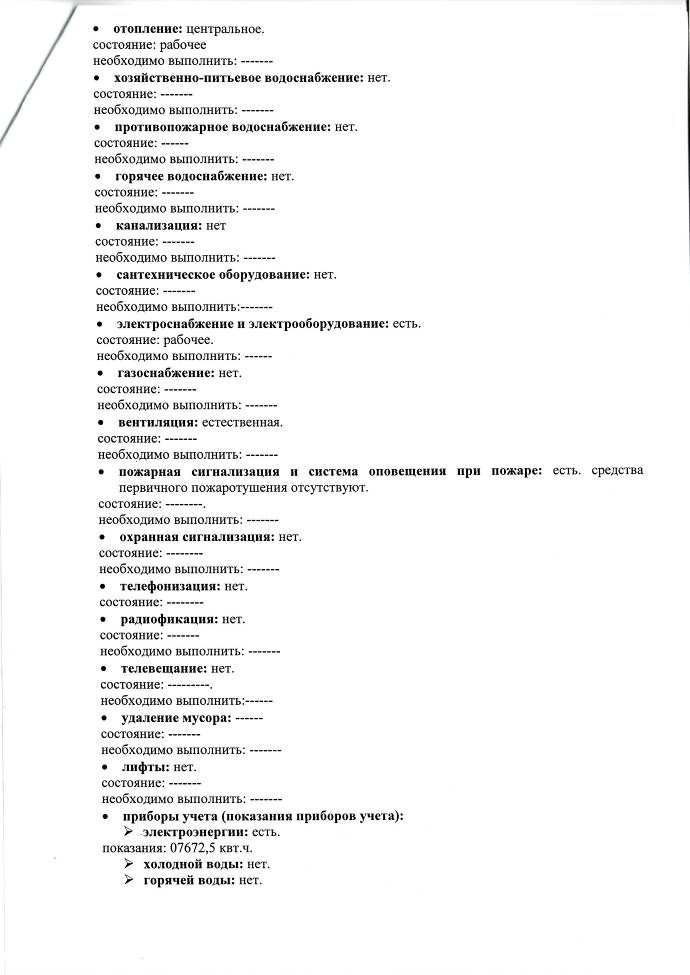 • отопление: центральное.
состояние: рабочее
необходимо выполнить: -------
• хозяйственно-питьевое водоснабжение: нет.
состояние: -------
необходимо выполнить: -------
• противопожарное водоснабжение: нет.
состояние: ------
необходимо выполнить: -------
• горячее водоснабжение: нет.
состояние: -------
необходимо выполнить: -------
• канализация: нет
состояние: -------
необходимо выполнить: -------
• сантехническое оборудование: нет.
состояние: -------
необходимо выполнить:-------
• электроснабжение и электрооборудование: есть.
состояние: рабочее.
необходимо выполнить: ------
• газоснабжение: нет.
состояние: -------
необходимо выполнить: -------
• вентиляция: естественная.
состояние: -------
необходимо выполнить: -------
• пожарная сигнализация и система оповещения при пожаре: есть. средства
первичного пожаротушения отсутствуют.
состояние: --------.
необходимо выполнить: -------
• охранная сигнализация: нет.
состояние: --------
необходимо выполнить: -------
• телефонизация: нет.
состояние: --------
• радиофикация: нет.
состояние: -------
необходимо выполнить: -------
• телевещание: нет.
состояние: ---------.
необходимо выполнить:------
• удаление мусора: ------
состояние: -------
необходимо выполнить: -------
• лифты: нет.
состояние: -------
необходимо выполнить: -------
• приборы учета (показания приборов учета):
➢ электроэнергии: есть.
показания: 07672,5 квт.ч.
➢ холодной воды: нет.
➢ горячей воды: нет.